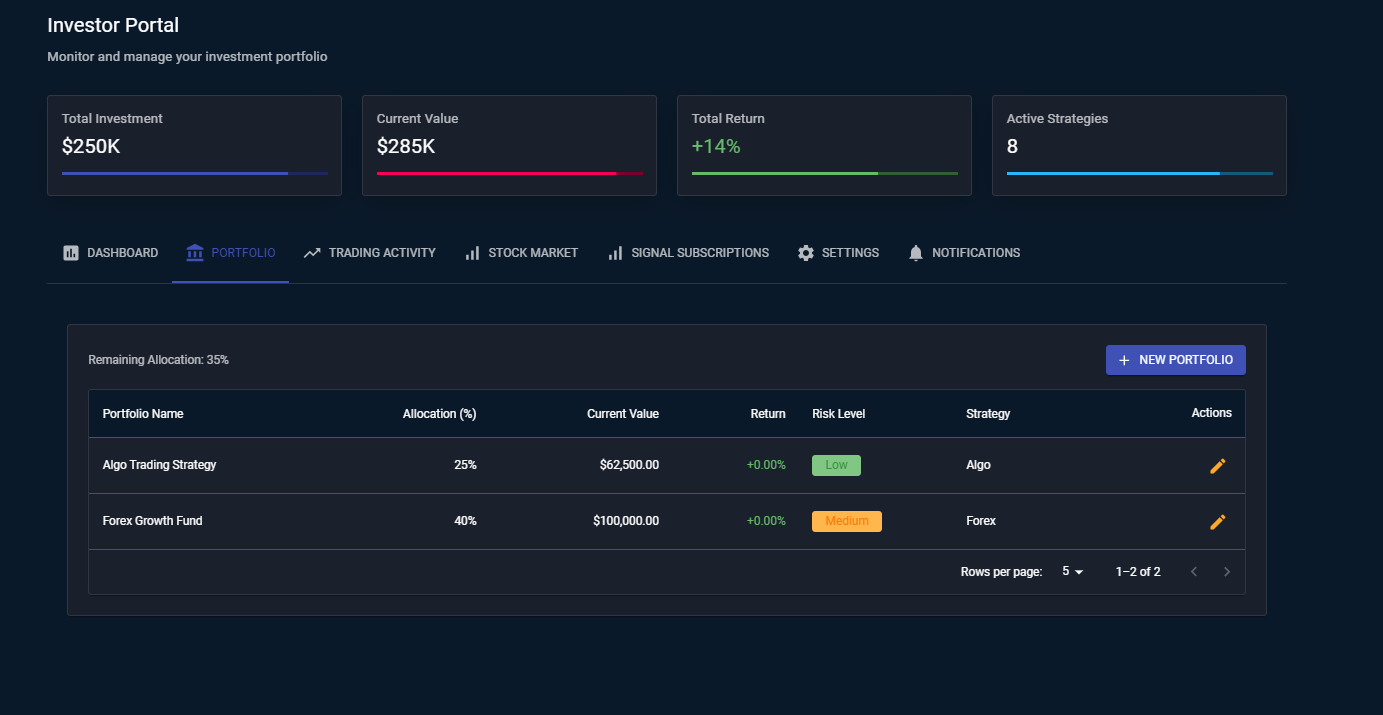 Investor Portal
Monitor and manage your investment portfolio
Total Investment
$250K
Current Value
$285K
Total Return
+14%
Active Strategies
8
DASHBOARD PORTFOLIO TRADING ACTIVITY STOCK MARKET SIGNAL SUBSCRIPTIONS SETTINGS NOTIFICATIONS
Remaining Allocation: 35%
+ NEW PORTFOLIO
Portfolio Name Allocation (%) Current Value Return Risk Level Strategy Actions
Algo Trading Strategy 25% $62,500.00 +0.00% Low Algo
Forex Growth Fund 40% $100,000.00 +0.00% Medium Forex
Rows per page: 5 1–2 of 2